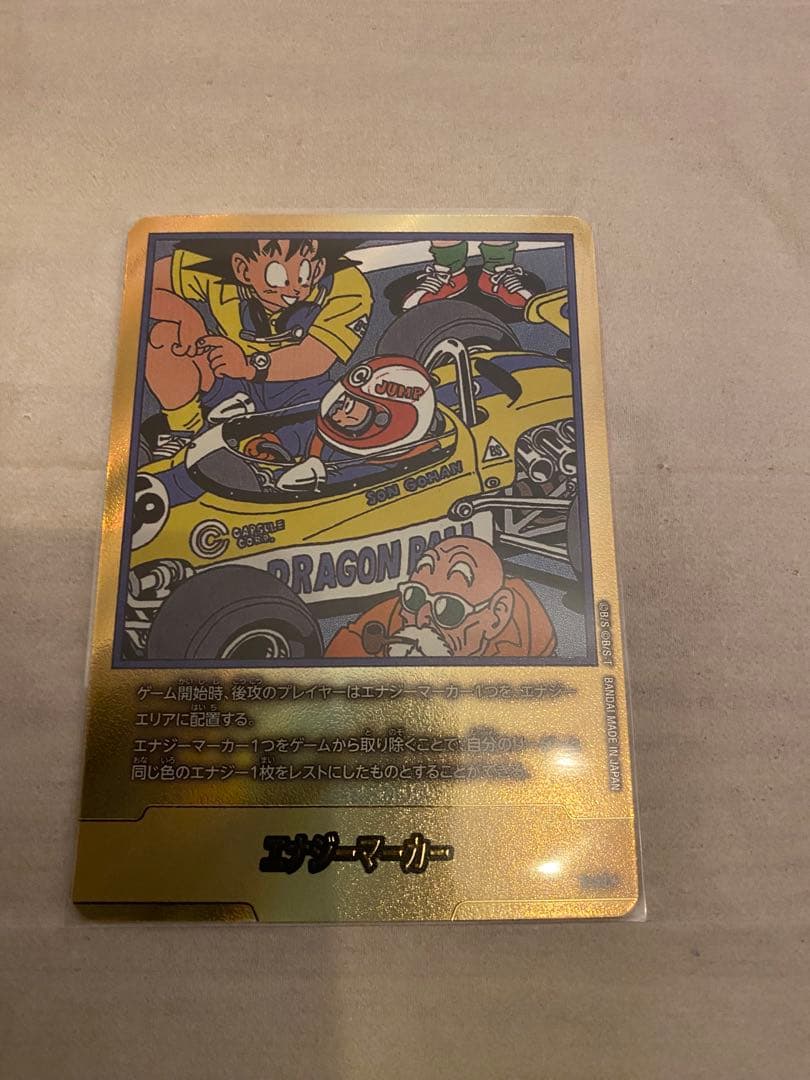 BS
C JUMP
BS
SON GOHAN
9
CAPSULE
CORP.
DRAGON BALL
ゲーム開始時、後攻のプレイヤーはエナジーマーカー1つを、エナジー
エリアに配置する。
エナジーマーカー1つをゲームから取り除くことで、自分の
同じ色のエナジー1枚をレストにしたものとすることが
エナジーマーカー
©B/S ©B/S・T BANDAI MADE IN JAPAN